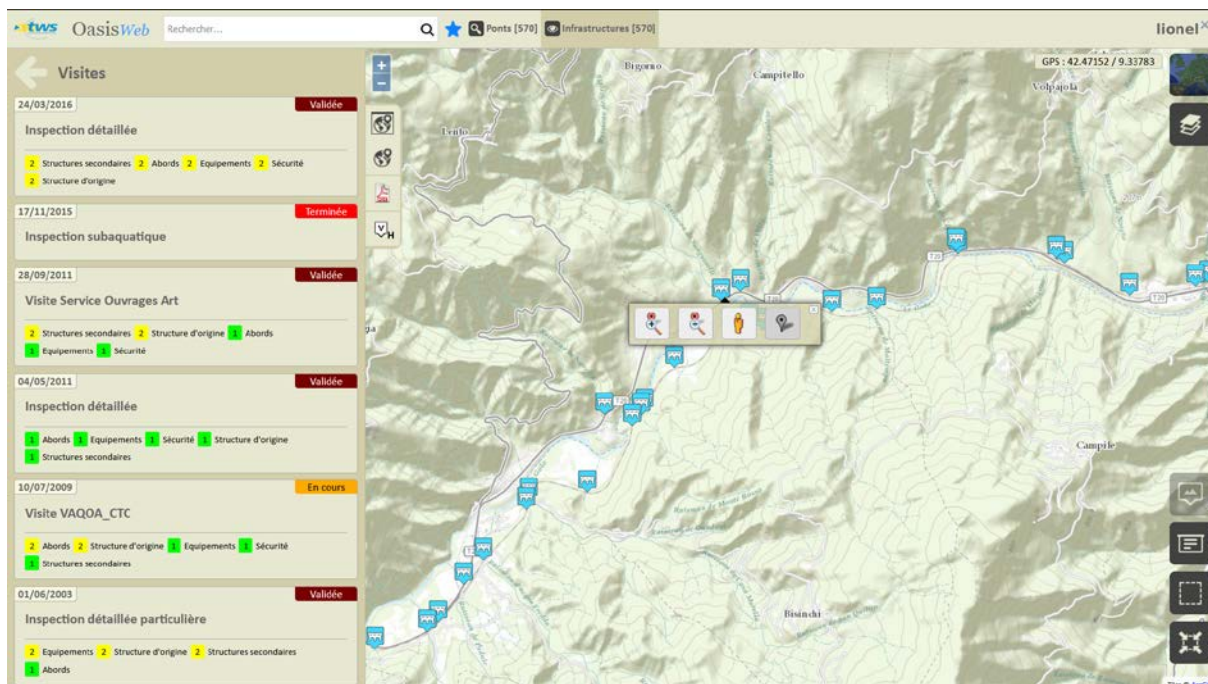 tws OasisWeb Rechercher... Ponts [570] Infrastructures [570] lionel
Visites
24/03/2016 Validée
Inspection détaillée
2 Structures secondaires 2 Abords 2 Equipements 2 Sécurité
2 Structure d'origine
17/11/2015 Terminée
Inspection subaquatique
28/09/2011 Validée
Visite Service Ouvrages Art
2 Structures secondaires 2 Structure d'origine 1 Abords
1 Equipements 1 Sécurité
04/05/2011 Validée
Inspection détaillée
1 Abords 1 Equipements 1 Sécurité 1 Structure d'origine
1 Structures secondaires
10/07/2009 En cours
Visite VAQOA_CTC
2 Abords 2 Structure d'origine 1 Equipements 1 Sécurité
1 Structures secondaires
01/06/2003 Validée
Inspection détaillée particulière
2 Equipements 2 Structure d'origine 2 Structures secondaires
1 Abords
+
−
V H
GPS : 42.47152 / 9.33783
Bigorno
Campitello
Volpajola
Lento
T20
T20
T20
Campile
Bisinchi